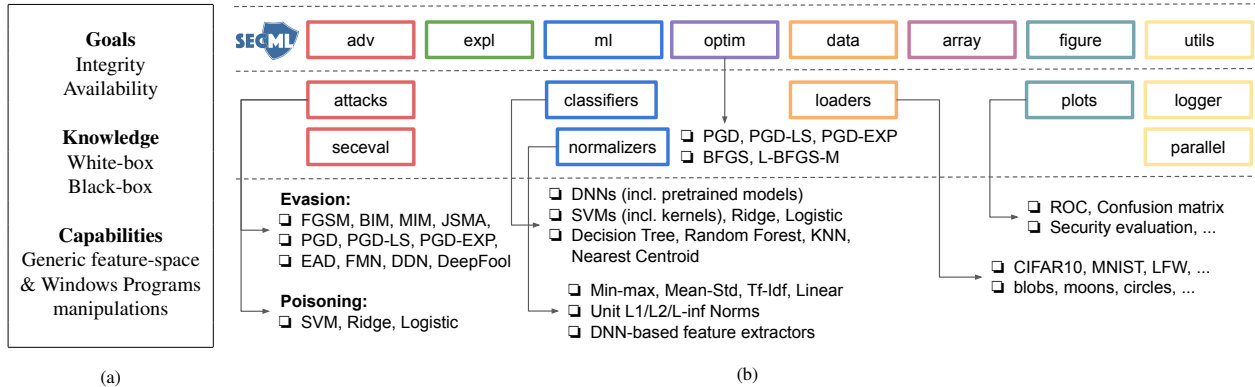 Goals
Integrity
Availability
Knowledge
White-box
Black-box
Capabilities
Generic feature-space
& Windows Programs
manipulations
(a)
SECML
adv
expl
ml
optim
data
array
figure
utils
attacks
classifiers
loaders
plots
logger
seceval
normalizers
parallel
PGD, PGD-LS, PGD-EXP
BFGS, L-BFGS-M
Evasion:
FGSM, BIM, MIM, JSMA,
PGD, PGD-LS, PGD-EXP,
EAD, FMN, DDN, DeepFool
Poisoning:
SVM, Ridge, Logistic
DNNs (incl. pretrained models)
SVMs (incl. kernels), Ridge, Logistic
Decision Tree, Random Forest, KNN,
Nearest Centroid
Min-max, Mean-Std, Tf-Idf, Linear
Unit L1/L2/L-inf Norms
DNN-based feature extractors
ROC, Confusion matrix
Security evaluation, ...
CIFAR10, MNIST, LFW, ...
blobs, moons, circles, ...
(b)